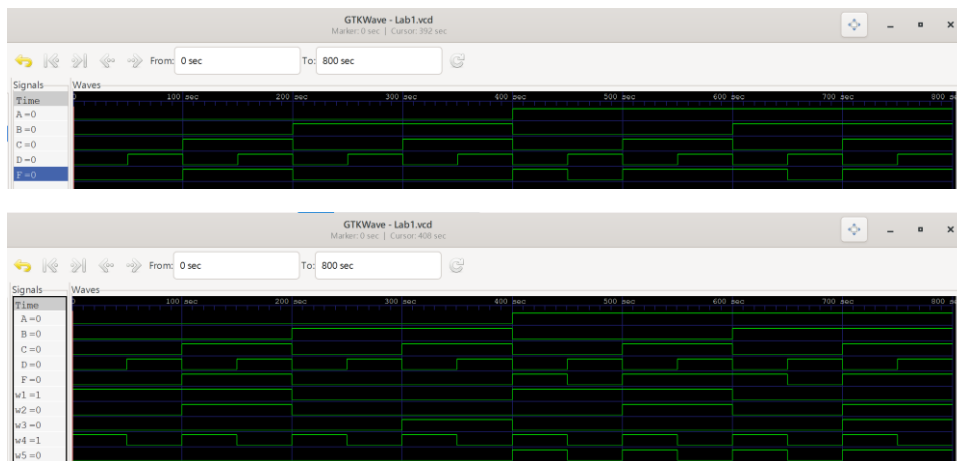 GTKWave - Lab1.vcd
Marker: 0 sec | Cursor: 392 sec
From: 0 sec To: 800 sec
Signals Waves
Time 0 100 sec 200 sec 300 sec 400 sec 500 sec 600 sec 700 sec 800 se
A =0
B =0
C =0
D =0
F =0
GTKWave - Lab1.vcd
Marker: 0 sec | Cursor: 408 sec
From: 0 sec To: 800 sec
Signals Waves
Time 0 100 sec 200 sec 300 sec 400 sec 500 sec 600 sec 700 sec 800 se
A =0
B =0
C =0
D =0
F =0
w1 =1
w2 =0
w3 =0
w4 =1
w5 =0